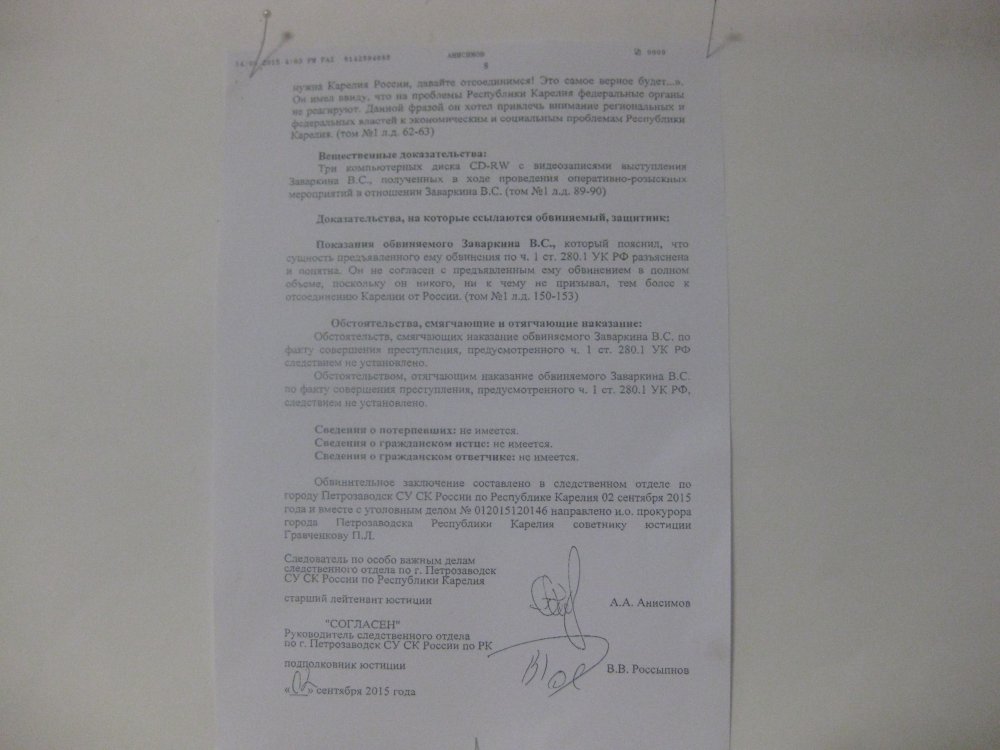 2015 4:03 PM FAX 8142594085 АНИСИМОВ 0008
8
нужна Карелия России, давайте отсоединимся! Это самое верное будет...».
Он имел ввиду, что на проблемы Республики Карелия федеральные органы
не реагируют. Данной фразой он хотел привлечь внимание региональных и
федеральных властей к экономическим и социальным проблемам Республики
Карелия. (том №1 л.д. 62-63)
Вещественные доказательства:
Три компьютерных диска CD-RW с видеозаписями выступления
Заваркина В.С., полученных в ходе проведения оперативно-розыскных
мероприятий в отношении Заваркина В.С. (том №1 л.д. 89-90)
Доказательства, на которые ссылаются обвиняемый, защитник:
Показания обвиняемого Заваркина В.С., который пояснил, что
сущность предъявленного ему обвинения по ч. 1 ст. 280.1 УК РФ разъяснена
и понятна. Он не согласен с предъявленным ему обвинением в полном
объеме, поскольку он никого, ни к чему не призывал, тем более к
отсоединению Карелии от России. (том №1 л.д. 150-153)
Обстоятельства, смягчающие и отягчающие наказание:
Обстоятельств, смягчающих наказание обвиняемого Заваркина В.С. по
факту совершения преступления, предусмотренного ч. 1 ст. 280.1 УК РФ
следствием не установлено.
Обстоятельством, отягчающим наказание обвиняемого Заваркина В.С.
по факту совершения преступления, предусмотренного ч. 1 ст. 280.1 УК РФ,
следствием не установлено.
Сведения о потерпевших: не имеется.
Сведения о гражданском истце: не имеется.
Сведения о гражданском ответчике: не имеется.
Обвинительное заключение составлено в следственном отделе по
городу Петрозаводск СУ СК России по Республике Карелия 02 сентября 2015
года и вместе с уголовным делом № 012015120146 направлено и.о. прокурора
города Петрозаводска Республики Карелия советнику юстиции
Гравченкову П.Л.
Следователь по особо важным делам
следственного отдела по г. Петрозаводск
СУ СК России по Республики Карелия
старший лейтенвит юстиции А.А. Анисимов
"СОГЛАСЕН"
Руководитель следственного отдела
по г. Петрозаводск СУ СК России по РК
подполковник юстиции В.В. Россыпнов
«02» сентября 2015 года